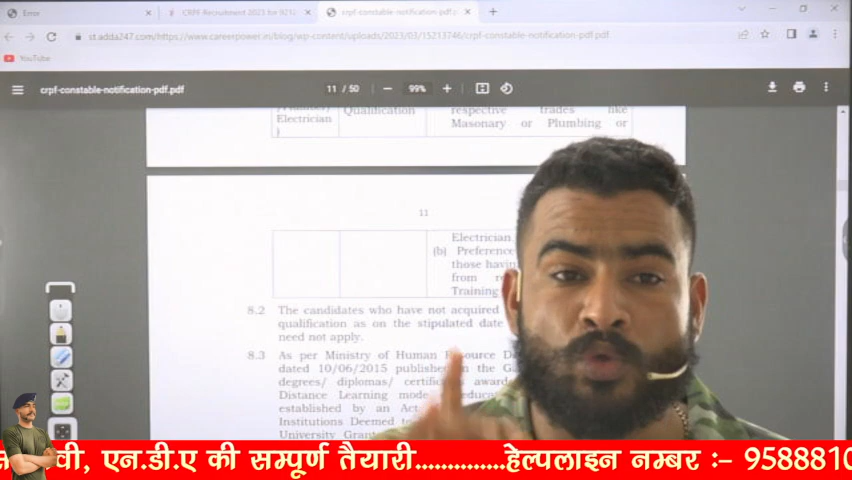 Error
CRPF Recruitment 2023 for 9212
crpf-constable-notification-pdf.p
st.adda247.com/https://www.careerpower.in/blog/wp-content/uploads/2023/03/15213746/crpf-constable-notification-pdf.pdf
YouTube
crpf-constable-notification-pdf.pdf
11 / 50
99%
Electrician
)
Qualification
respective trades like
Masonary or Plumbing or
11
Electrician.
(b) Preference
those havin
from
Training
8.2 The candidates who have not acquired
qualification as on the stipulated date
need not apply.
8.3 As per Ministry of Human Resource De
dated 10/06/2015 published in the
degrees/ diplomas/ certific award
Distance Learning mode educa
established by an Act
Institutions Deemed to
University Grant
वी, एन.डी.ए की सम्पूर्ण तैयारी..............हेल्पलाइन नम्बर :– 9588810